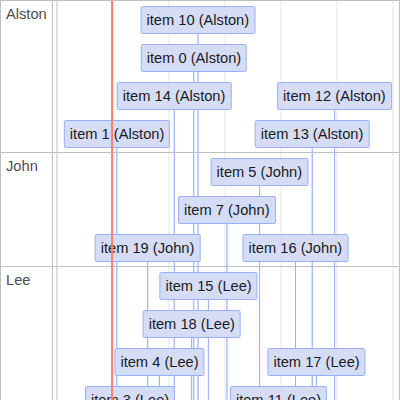 Alston
item 10 (Alston)
item 0 (Alston)
item 14 (Alston)
item 12 (Alston)
item 1 (Alston)
item 13 (Alston)
John
item 5 (John)
item 7 (John)
item 19 (John)
item 16 (John)
Lee
item 15 (Lee)
item 18 (Lee)
item 4 (Lee)
item 17 (Lee)
item 3 (Lee)
item 11 (Lee)